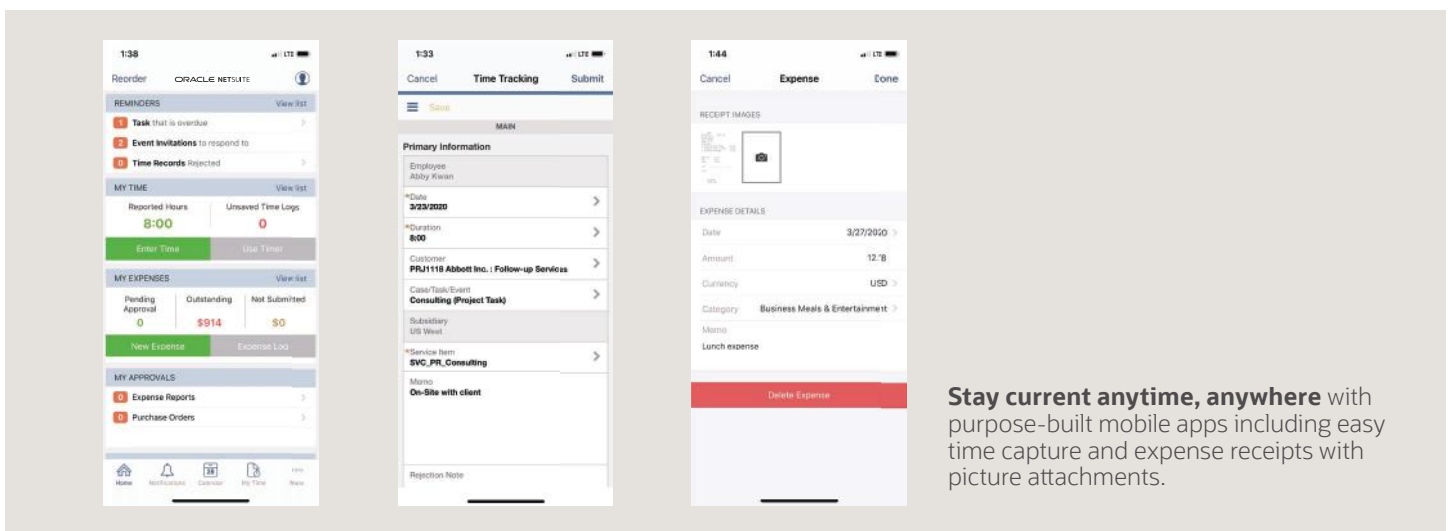 1:38
LTE
Reorder ORACLE NETSUITE
REMINDERS View list
1 Task that is overdue
2 Event Invitations to respond to
0 Time Records Rejected
MY TIME View list
Reported Hours Unsaved Time Logs
8:00 0
Enter Time Use Timer
MY EXPENSES View list
Pending Approval Outstanding Not Submitted
0 $914 $0
New Expense Expense Log
MY APPROVALS
0 Expense Reports
0 Purchase Orders
Home Notifications Calendar My Time More
1:33 LTE
Cancel Time Tracking Submit
Save
MAIN
Primary Information
Employee
Abby Kwan
*Date
3/23/2020
*Duration
8:00
Customer
PRJ1118 Abbott Inc. : Follow-up Services
Case/Task/Event
Consulting (Project Task)
Subsidiary
US West
*Service Item
SVC_PR_Consulting
Memo
On-Site with client
Rejection Note
1:44 LTE
Cancel Expense Done
RECEIPT IMAGES
EXPENSE DETAILS
Date 3/27/2020
Amount
Currency USD
Category Business Meals & Entertainment
Memo
Lunch expense
Delete Expense
Stay current anytime, anywhere with
purpose-built mobile apps including easy
time capture and expense receipts with
picture attachments.